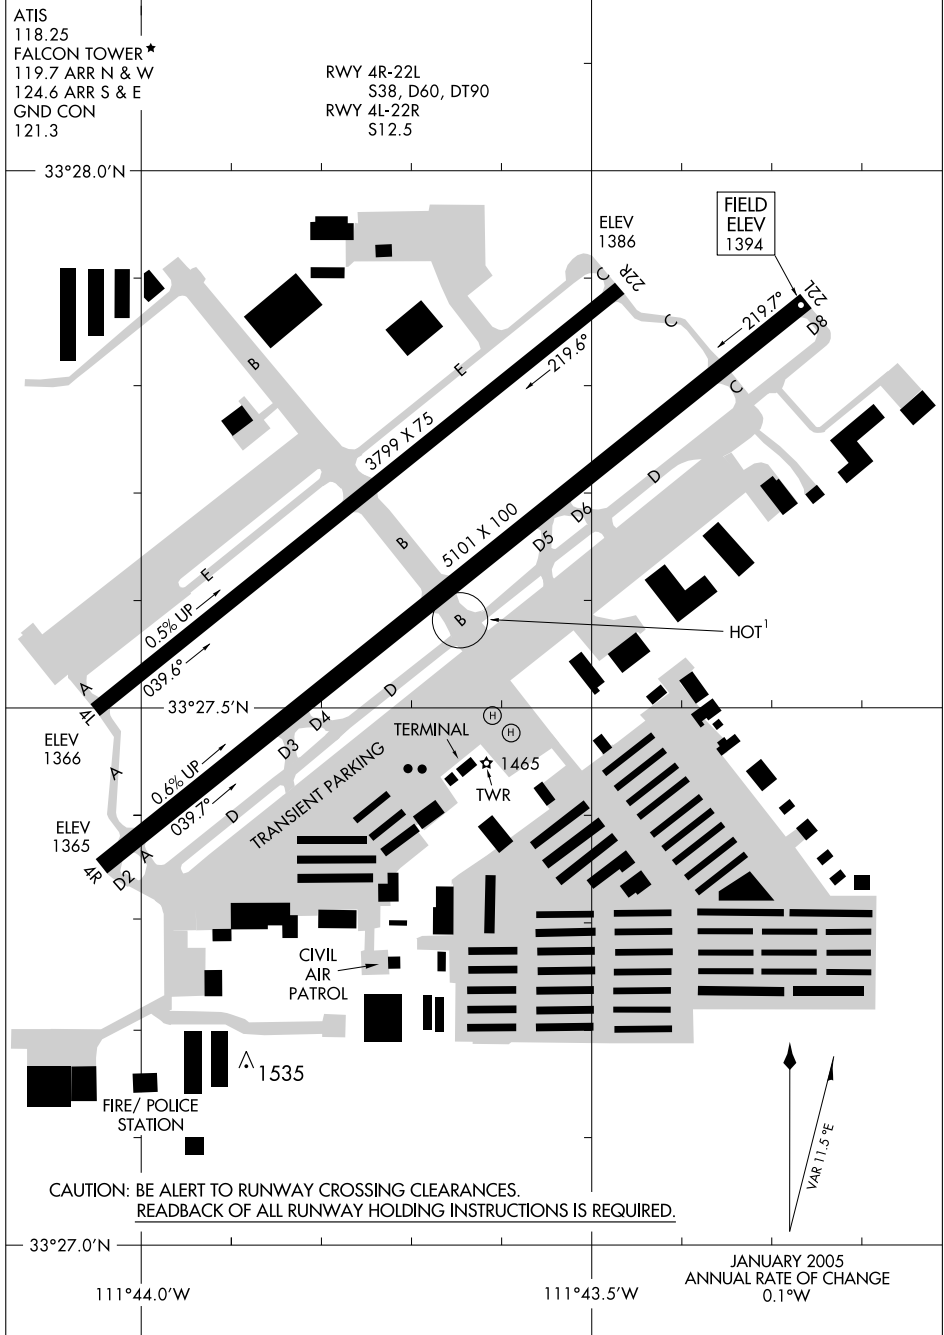 ATIS
118.25
FALCON TOWER★
119.7 ARR N & W
124.6 ARR S & E
GND CON
121.3
RWY 4R-22L
S38, D60, DT90
RWY 4L-22R
S12.5
33°28.0'N
FIELD
ELEV
1394
ELEV
1386
C
22R
22L
219.7°
D8
C
219.6°
B
E
C
3799 X 75
D
5101 X 100
D6
D5
B
E
0.5% UP
B
HOT¹
039.6°
A
4L
33°27.5'N
D
D4
H
H
TERMINAL
D3
ELEV
1366
A
0.6% UP
TRANSIENT PARKING
1465
TWR
039.7°
D
ELEV
1365
A
4R
D2
CIVIL
AIR
PATROL
1535
FIRE/ POLICE
STATION
VAR 11.5 °E
CAUTION: BE ALERT TO RUNWAY CROSSING CLEARANCES.
READBACK OF ALL RUNWAY HOLDING INSTRUCTIONS IS REQUIRED.
33°27.0'N
JANUARY 2005
ANNUAL RATE OF CHANGE
0.1°W
111°44.0'W
111°43.5'W